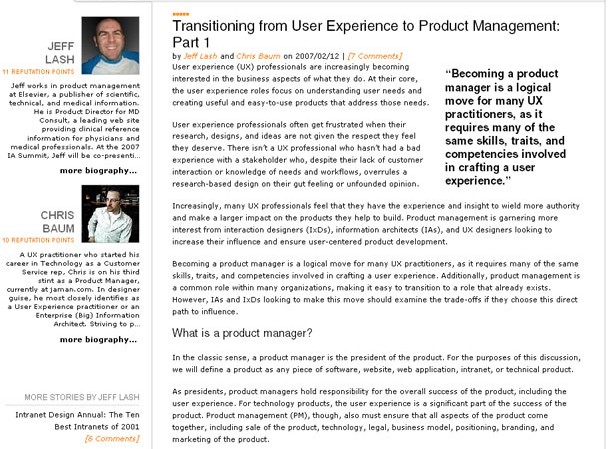 JEFF
LASH
11 REPUTATION POINTS
Jeff works in product management
at Elsevier, a publisher of scientific,
technical, and medical information.
He is Product Director for MD
Consult, a leading web site
providing clinical reference
information for physicians and
medical professionals. At the 2007
IA Summit, Jeff will be co-presenti...
more biography...
CHRIS
BAUM
10 REPUTATION POINTS
A UX practitioner who started his
career in Technology as a Customer
Service rep, Chris is on his third
stint as a Product Manager,
currently at jaman.com. In designer
guise, he most closely identifies as
a User Experience practitioner or an
Enterprise (Big) Information
Architect. Striving to p...
more biography...
MORE STORIES BY JEFF LASH
Intranet Design Annual: The Ten
Best Intranets of 2001
[6 Comments]
Transitioning from User Experience to Product Management:
Part 1
by Jeff Lash and Chris Baum on 2007/02/12 | [7 Comments]
User experience (UX) professionals are increasingly becoming
interested in the business aspects of what they do. At their core,
the user experience roles focus on understanding user needs and
creating useful and easy-to-use products that address those needs.
User experience professionals often get frustrated when their
research, designs, and ideas are not given the respect they feel
they deserve. There isn't a UX professional who hasn't had a bad
experience with a stakeholder who, despite their lack of customer
interaction or knowledge of needs and workflows, overrules a
research-based design on their gut feeling or unfounded opinion.
"Becoming a product
manager is a logical
move for many UX
practitioners, as it
requires many of the
same skills, traits, and
competencies involved
in crafting a user
experience."
Increasingly, many UX professionals feel that they have the experience and insight to wield more authority
and make a larger impact on the products they help to build. Product management is garnering more
interest from interaction designers (IxDs), information architects (IAs), and UX designers looking to
increase their influence and ensure user-centered product development.
Becoming a product manager is a logical move for many UX practitioners, as it requires many of the same
skills, traits, and competencies involved in crafting a user experience. Additionally, product management is
a common role within many organizations, making it easy to transition to a role that already exists.
However, IAs and IxDs looking to make this move should examine the trade-offs if they choose this direct
path to influence.
What is a product manager?
In the classic sense, a product manager is the president of the product. For the purposes of this discussion,
we will define a product as any piece of software, website, web application, intranet, or technical product.
As presidents, product managers hold responsibility for the overall success of the product, including the
user experience. For technology products, the user experience is a significant part of the success of the
product. Product management (PM), though, also must ensure that all aspects of the product come
together, including sale of the product, technology, legal, business model, positioning, branding, and
marketing of the product.